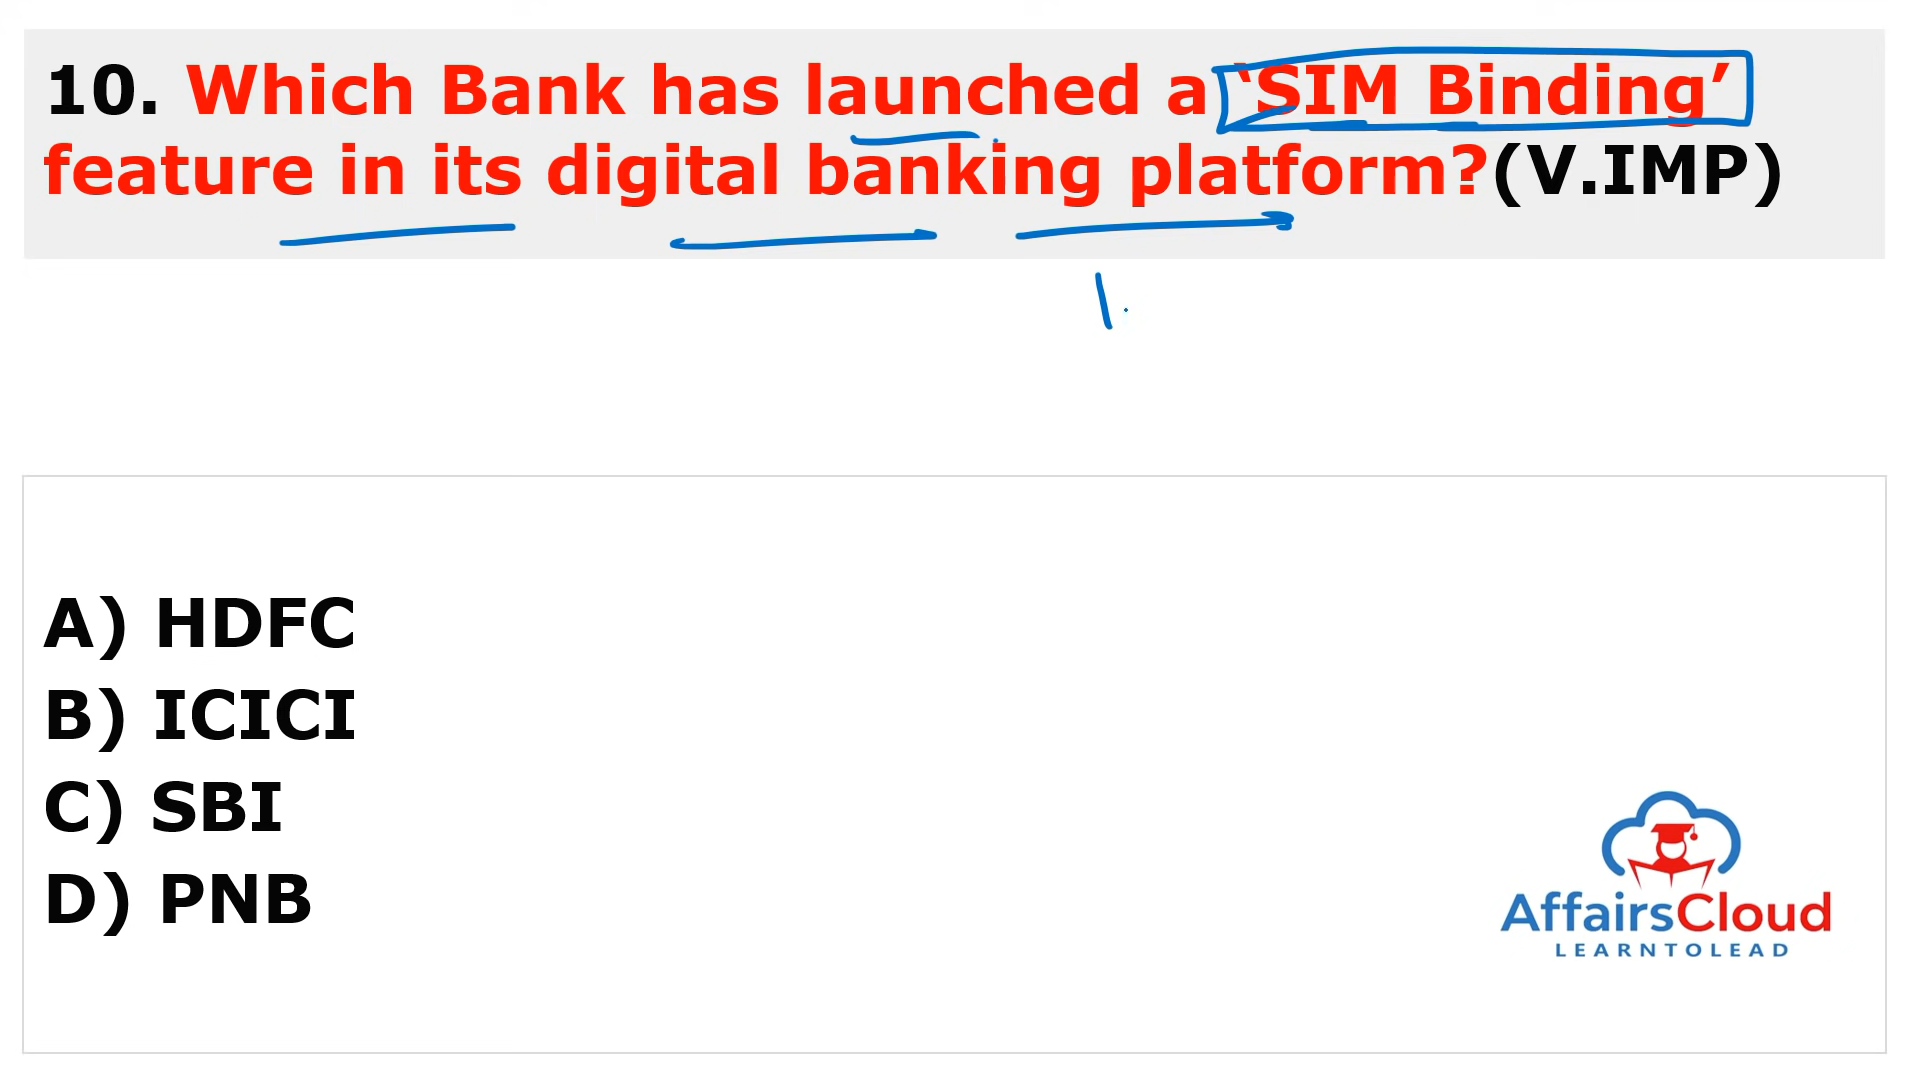 10. Which Bank has launched a ‘SIM Binding’
feature in its digital banking platform?(V.IMP)
A) HDFC
B) ICICI
C) SBI
D) PNB
AffairsCloud
LEARNTOLEAD